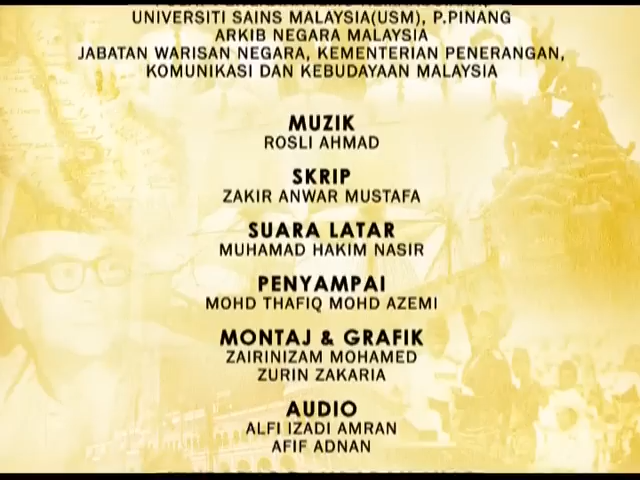 UNIVERSITI SAINS MALAYSIA(USM), P.PINANG
ARKIB NEGARA MALAYSIA
JABATAN WARISAN NEGARA, KEMENTERIAN PENERANGAN,
KOMUNIKASI DAN KEBUDAYAAN MALAYSIA
MUZIK
ROSLI AHMAD
SKRIP
ZAKIR ANWAR MUSTAFA
SUARA LATAR
MUHAMAD HAKIM NASIR
PENYAMPAI
MOHD THAFIQ MOHD AZEMI
MONTAJ & GRAFIK
ZAIRINIZAM MOHAMED
ZURIN ZAKARIA
AUDIO
ALFI IZADI AMRAN
AFIF ADNAN